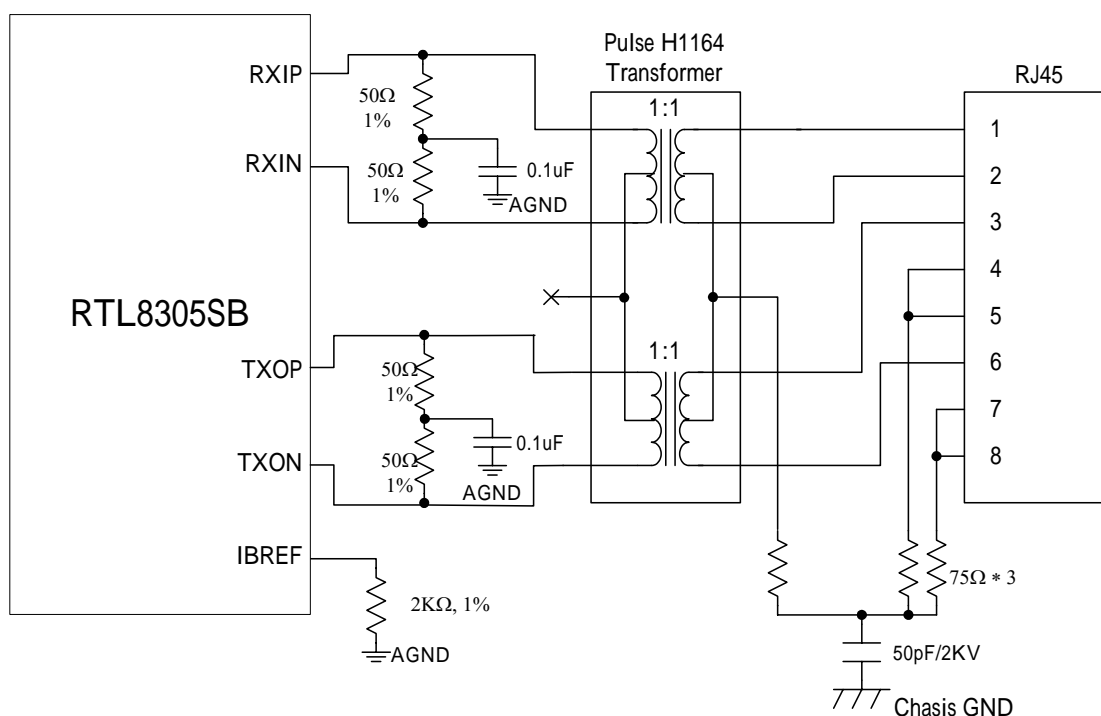 Pulse H1164
Transformer
RJ45
RTL8305SB
RXIP
RXIN
TXOP
TXON
IBREF
50Ω
1%
50Ω
1%
0.1uF
AGND
50Ω
1%
50Ω
1%
0.1uF
AGND
2KΩ, 1%
AGND
1:1
1:1
1
2
3
4
5
6
7
8
75Ω ∗ 3
50pF/2KV
Chasis GND